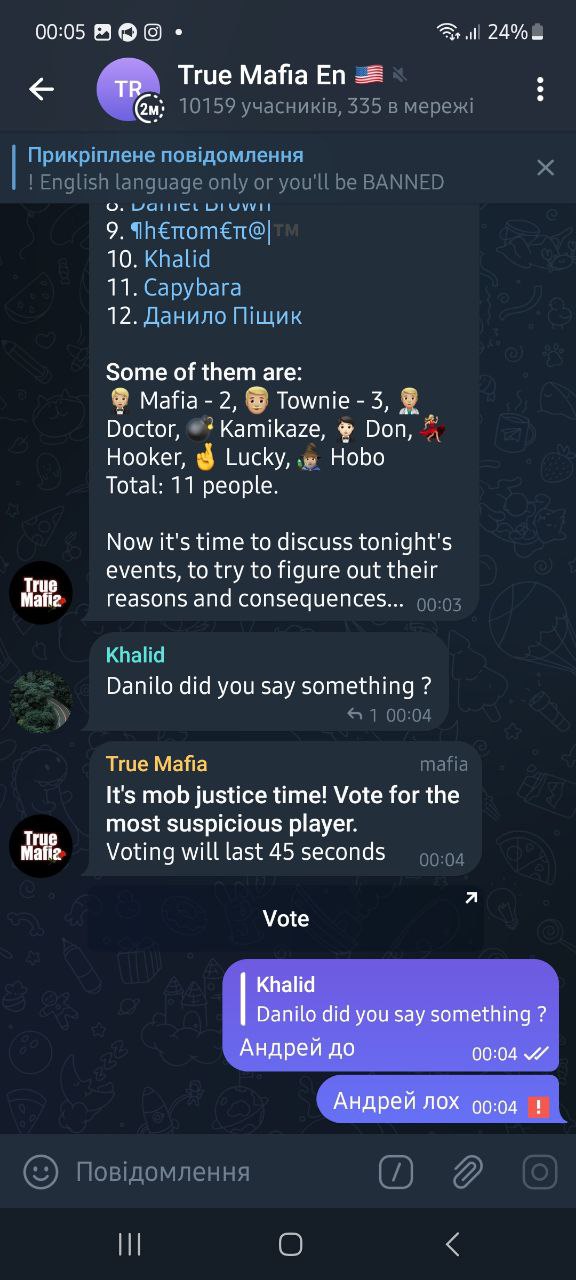 00:05 24%
TR
2м
True Mafia En
10159 учасників, 335 в мережі
Прикріплене повідомлення
! English language only or you'll be BANNED
8. Daniel Brown
9. ¶h€πom€π@|™
10. Khalid
11. Capybara
12. Данило Піщик
Some of them are:
Mafia - 2, Townie - 3,
Doctor, Kamikaze, Don,
Hooker, Lucky, Hobo
Total: 11 people.
Now it's time to discuss tonight's
events, to try to figure out their
reasons and consequences... 00:03
True
Mafia
Khalid
Danilo did you say something ?
1 00:04
True Mafia mafia
It's mob justice time! Vote for the
most suspicious player.
Voting will last 45 seconds 00:04
True
Mafia
Vote
Khalid
Danilo did you say something ?
Андрей до 00:04
Андрей лох 00:04
Повідомлення